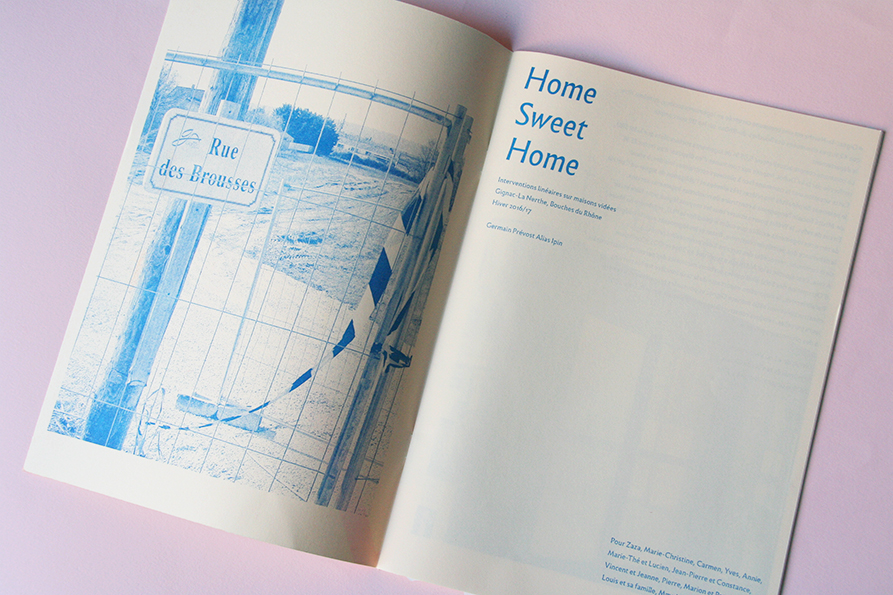 Rue
des Brousses
Home
Sweet
Home
Interventions linéaires sur maisons vidées
Gignac-La Nerthe, Bouches du Rhône
Hiver 2016/17
Germain Prévost Alias Ipin
Pour Zaza, Marie-Christine, Carmen, Yves, Annie,
Marie-Thé et Lucien, Jean-Pierre et Constance,
Vincent et Jeanne, Pierre, Marion et
Louis et sa famille,